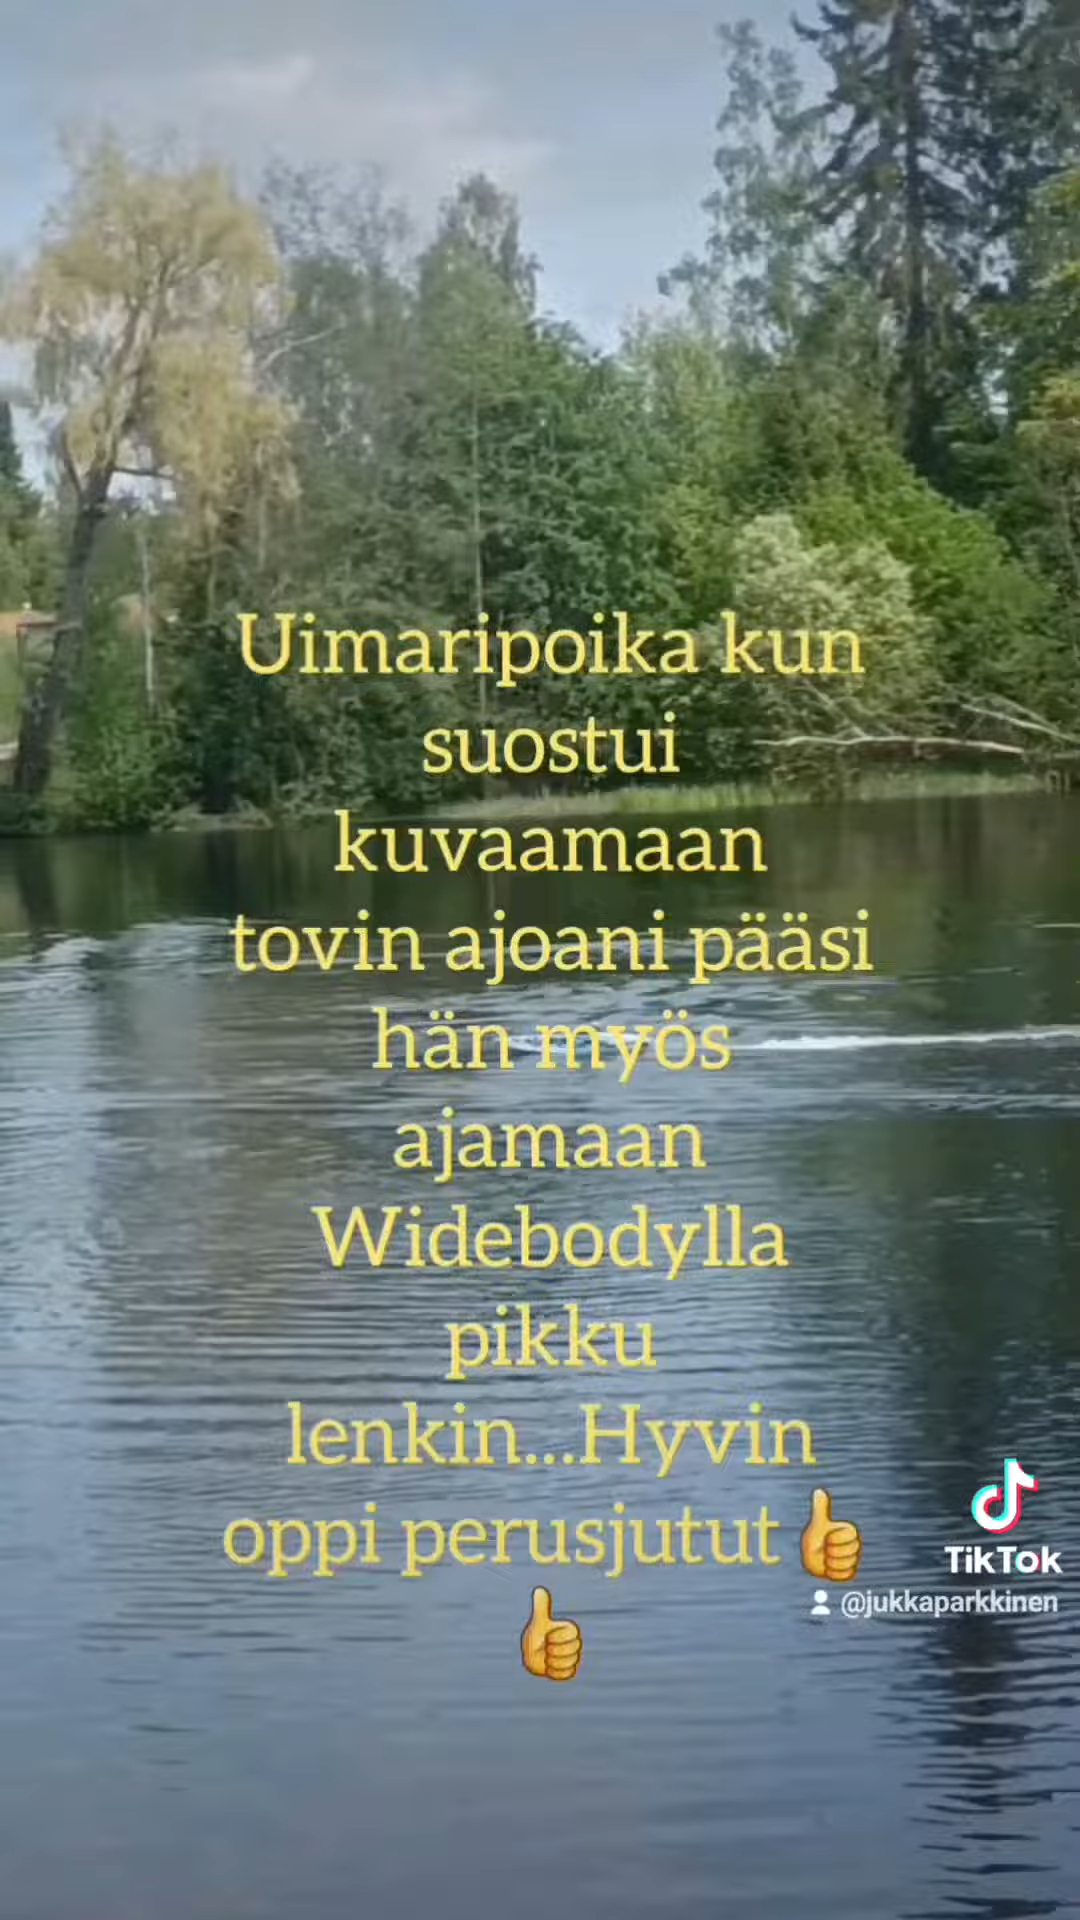 Uimaripoika kun
suostui
kuvaamaan
tovin ajoani pääsi
hän myös
ajamaan
Widebodylla
pikku
lenkin...Hyvin
oppi perusjutut👍
👍
TikTok
@jukkaparkkinen